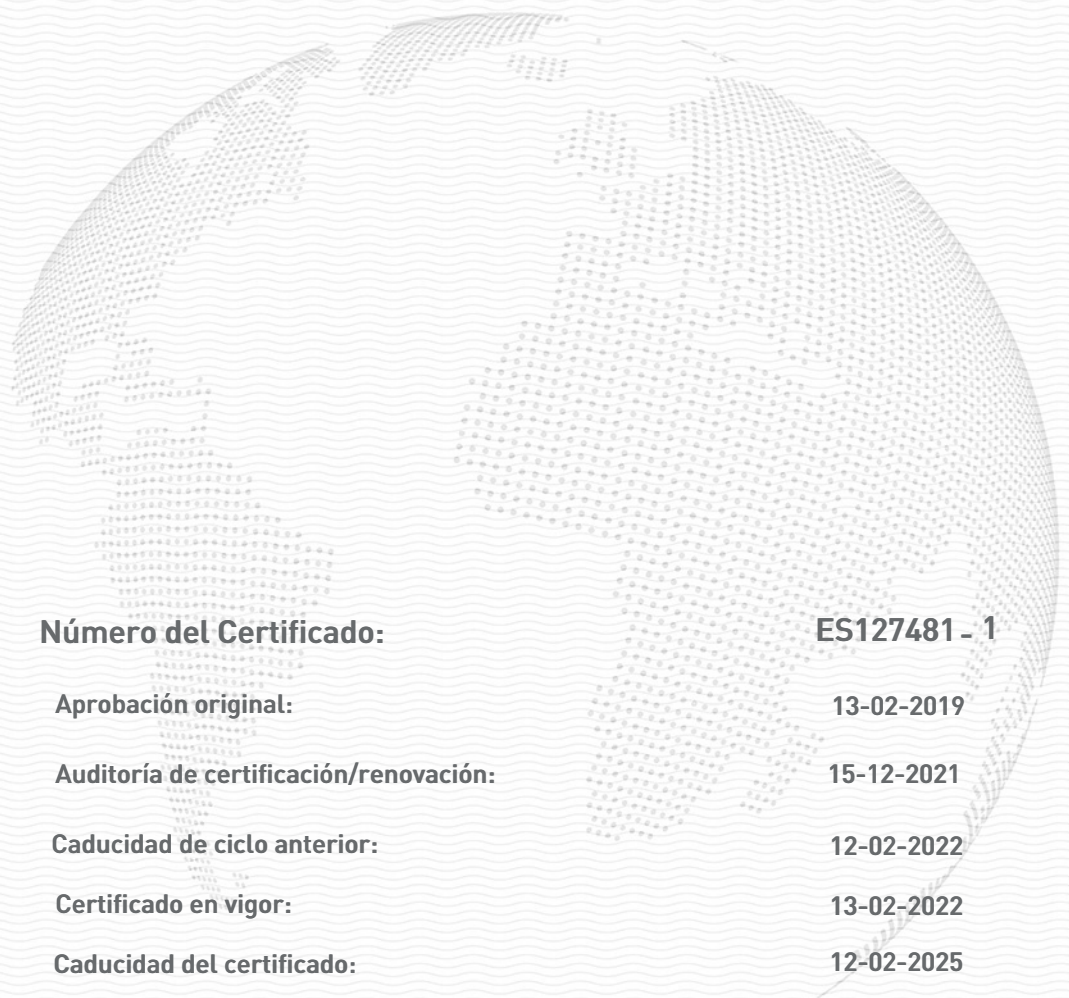 Número del Certificado: ES127481 - 1
Aprobación original: 13-02-2019
Auditoría de certificación/renovación: 15-12-2021
Caducidad de ciclo anterior: 12-02-2022
Certificado en vigor: 13-02-2022
Caducidad del certificado: 12-02-2025